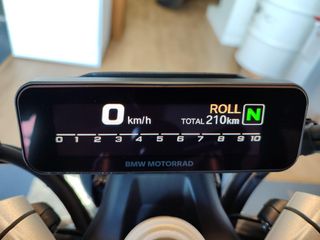 0 km/h ROLL N
TOTAL 210km
0 1 2 3 4 5 6 7 8 9 10
BMW MOTORRAD